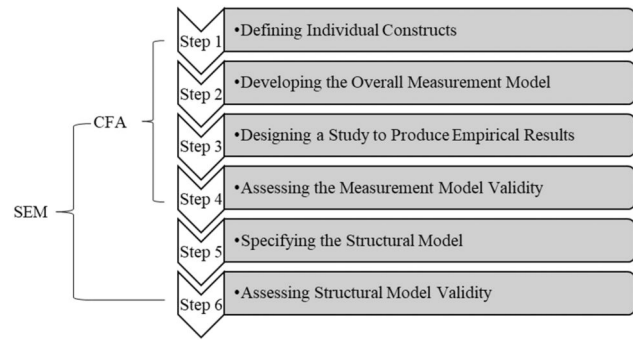 Step 1 •Defining Individual Constructs
Step 2 •Developing the Overall Measurement Model
CFA
Step 3 •Designing a Study to Produce Empirical Results
Step 4 •Assessing the Measurement Model Validity
SEM
Step 5 •Specifying the Structural Model
Step 6 •Assessing Structural Model Validity